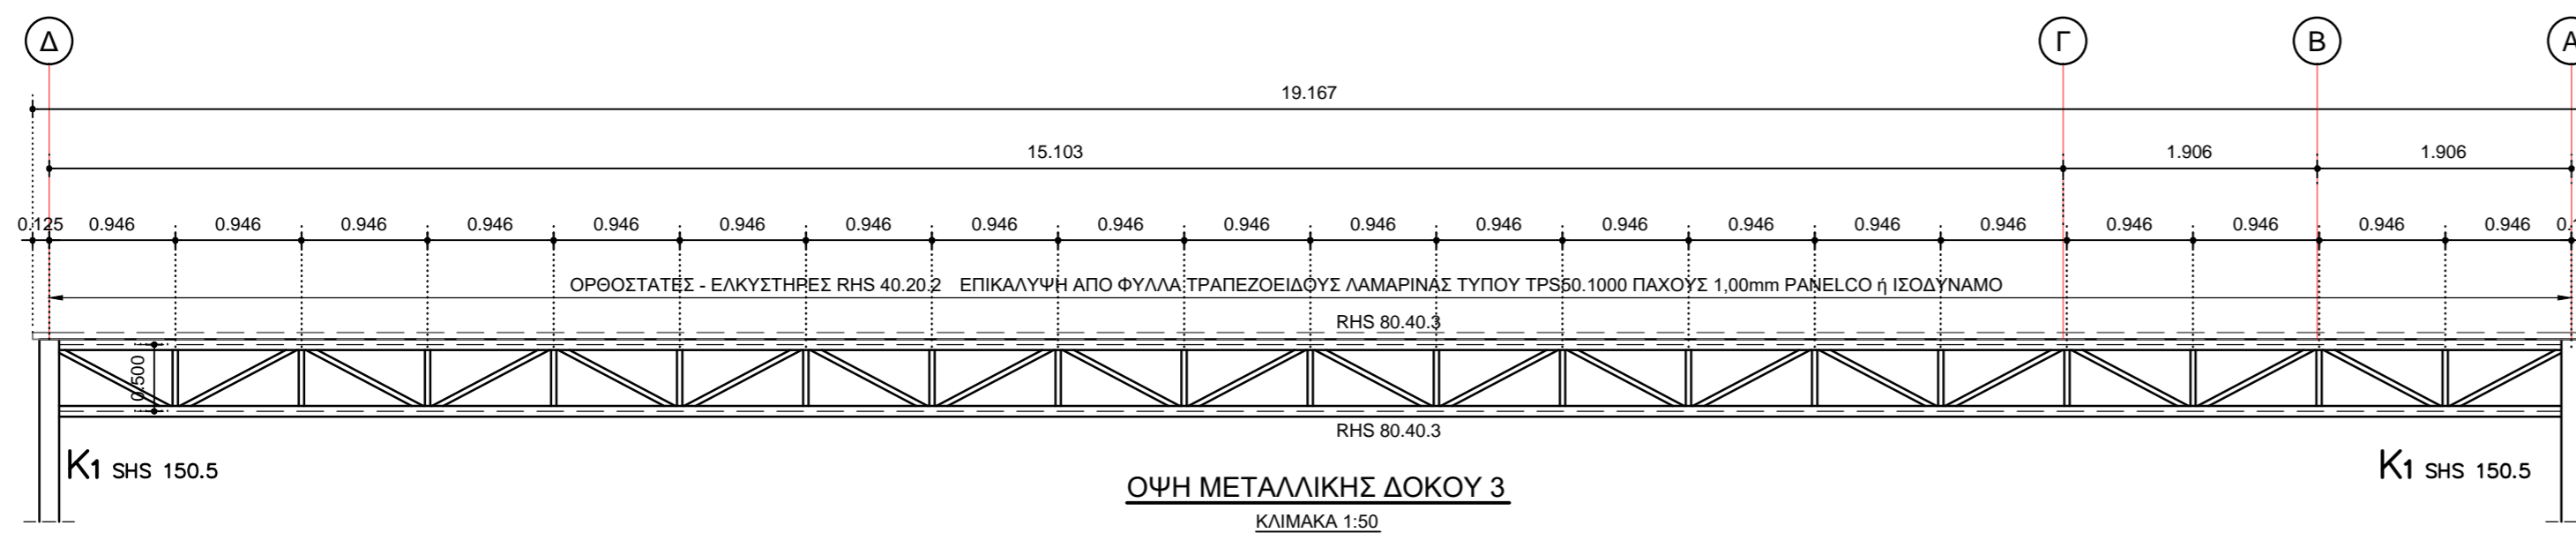 Δ Γ Β Α
19.167
15.103 1.906 1.906
0.125 0.946 0.946 0.946 0.946 0.946 0.946 0.946 0.946 0.946 0.946 0.946 0.946 0.946 0.946 0.946 0.946 0.946 0.946 0.946 0.946
ΟΡΘΟΣΤΑΤΕΣ - ΕΛΚΥΣΤΗΡΕΣ RHS 40.20.2 ΕΠΙΚΑΛΥΨΗ ΑΠΟ ΦΥΛΛΑ ΤΡΑΠΕΖΟΕΙΔΟΥΣ ΛΑΜΑΡΙΝΑΣ ΤΥΠΟΥ TPS50.1000 ΠΑΧΟΥΣ 1,00mm PANELCO ή ΙΣΟΔΥΝΑΜΟ
RHS 80.40.3
0.500
RHS 80.40.3
K1 SHS 150.5 K1 SHS 150.5
ΟΨΗ ΜΕΤΑΛΛΙΚΗΣ ΔΟΚΟΥ 3
ΚΛΙΜΑΚΑ 1:50